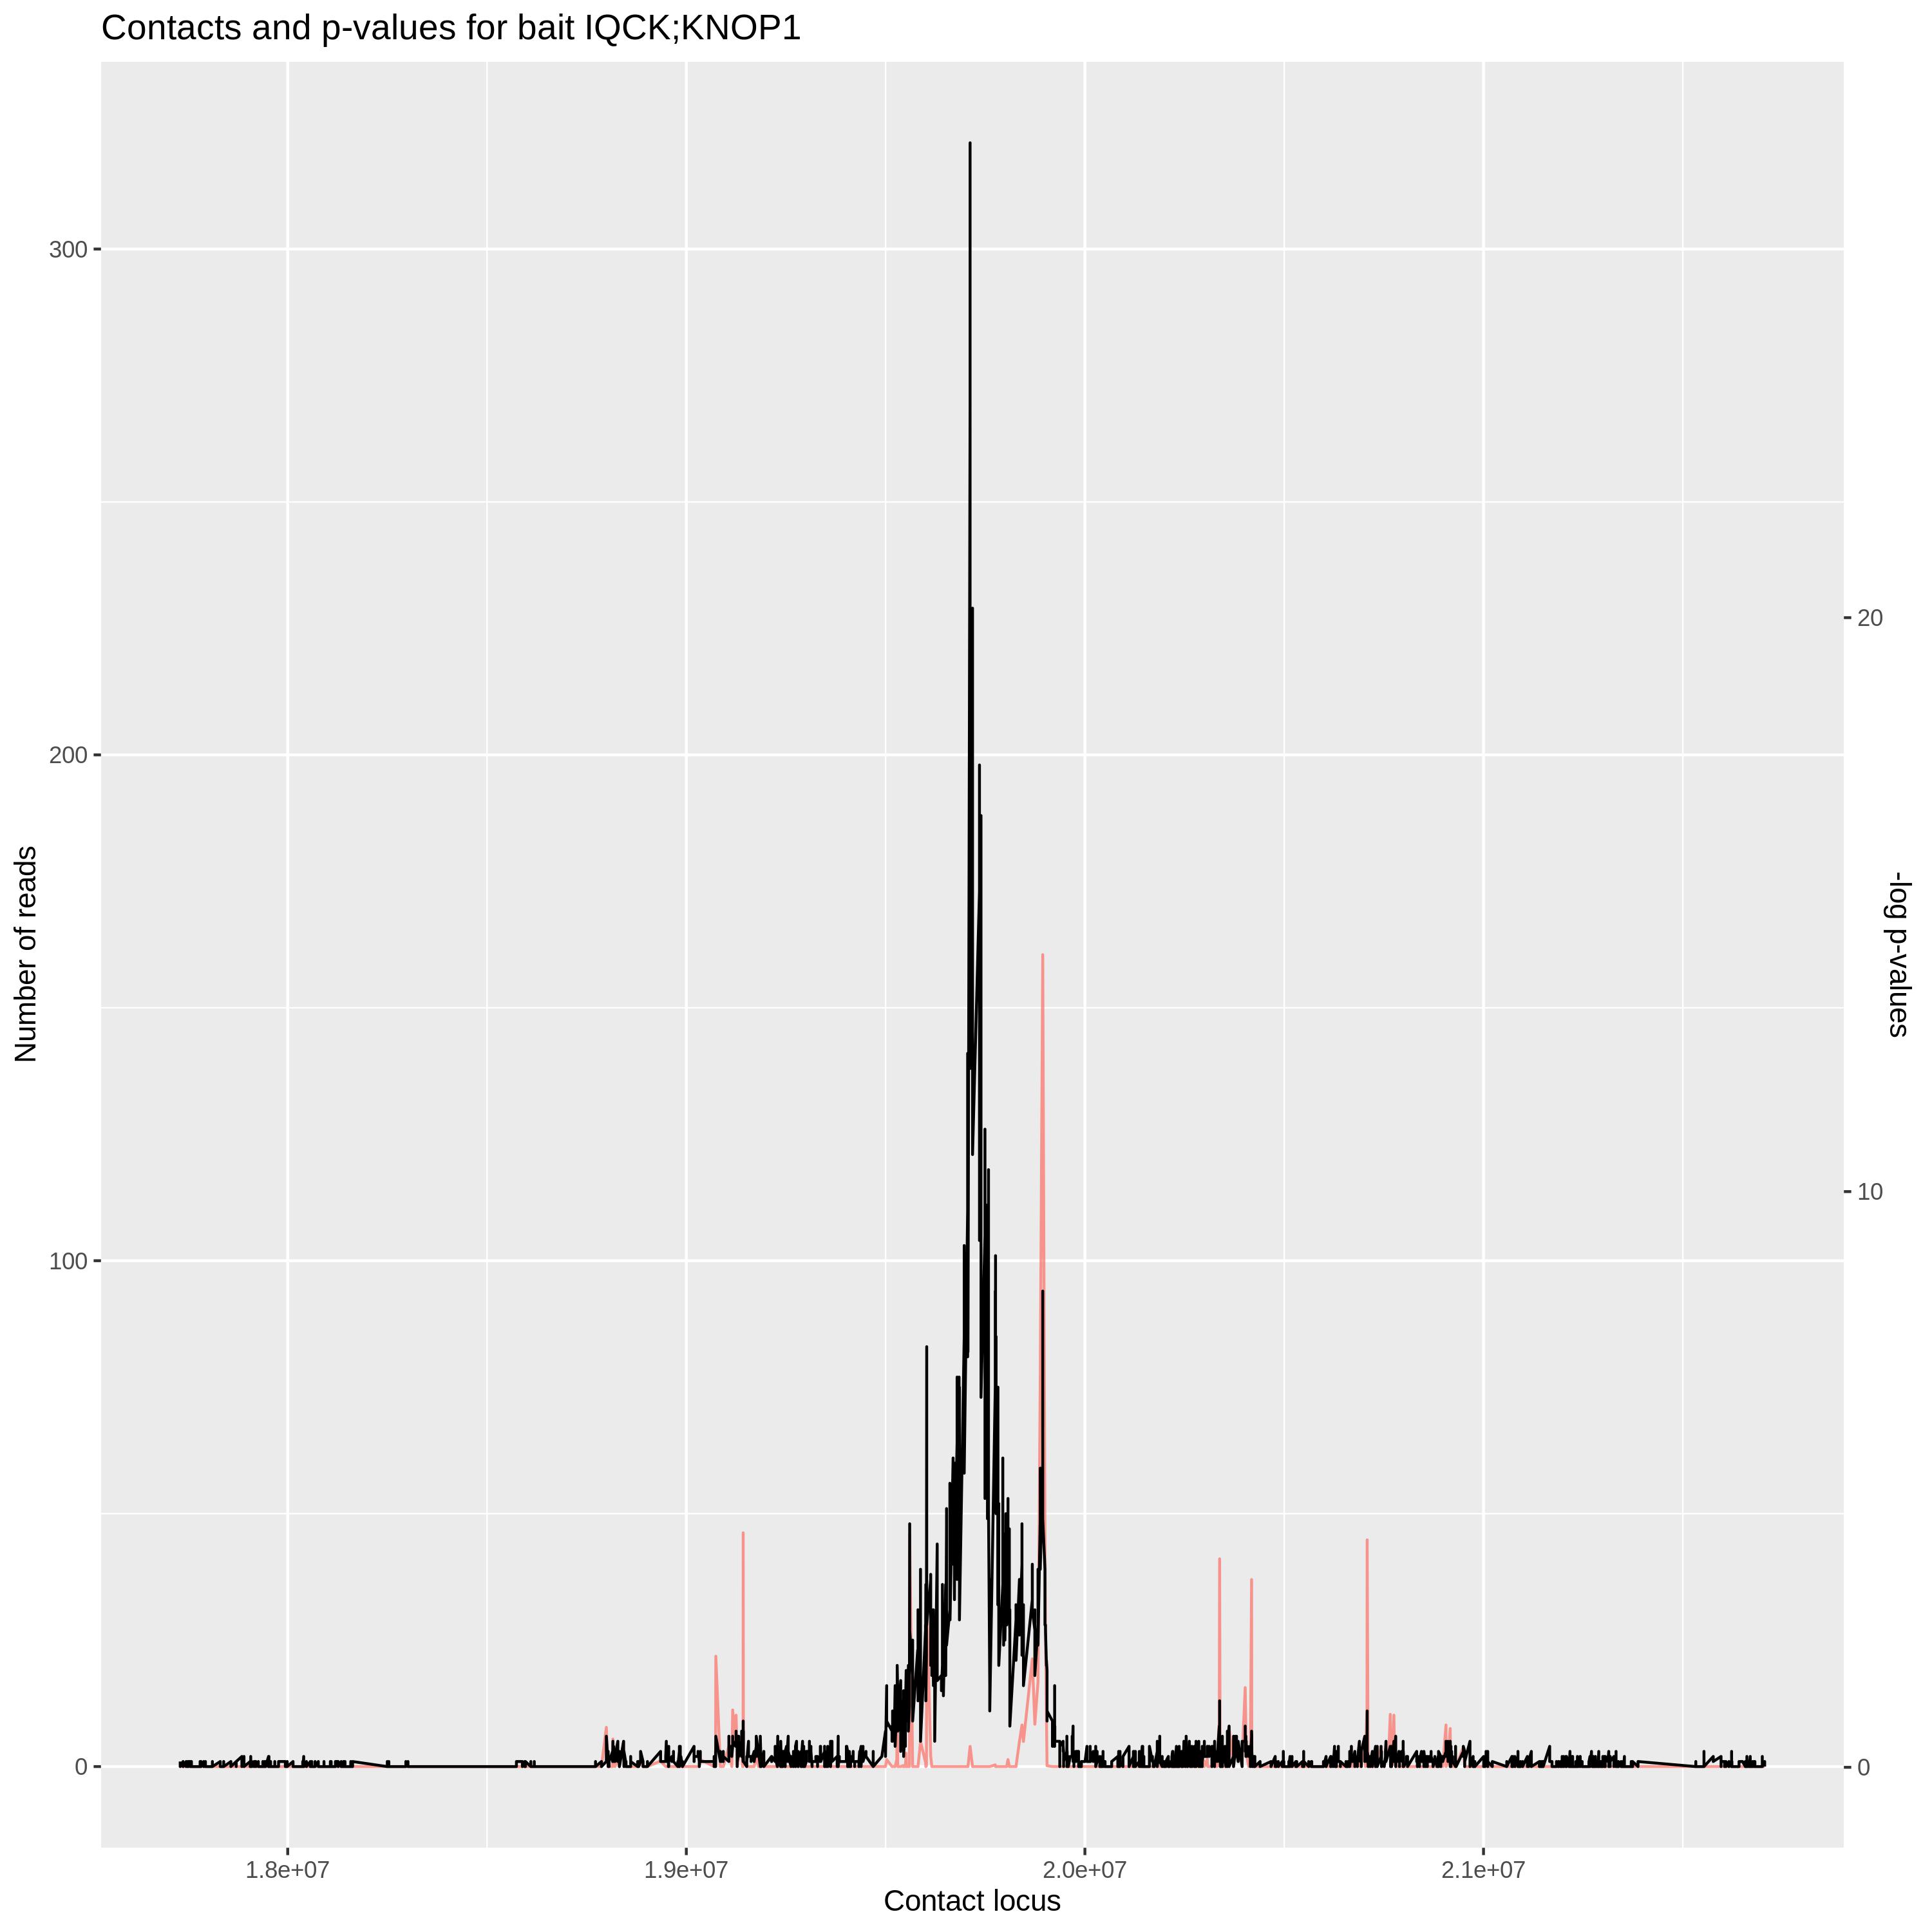 Contacts and p-values for bait IQCK;KNOP1
300
200
100
0
Number of reads
20
10
0
-log p-values
1.8e+07
1.9e+07
2.0e+07
2.1e+07
Contact locus